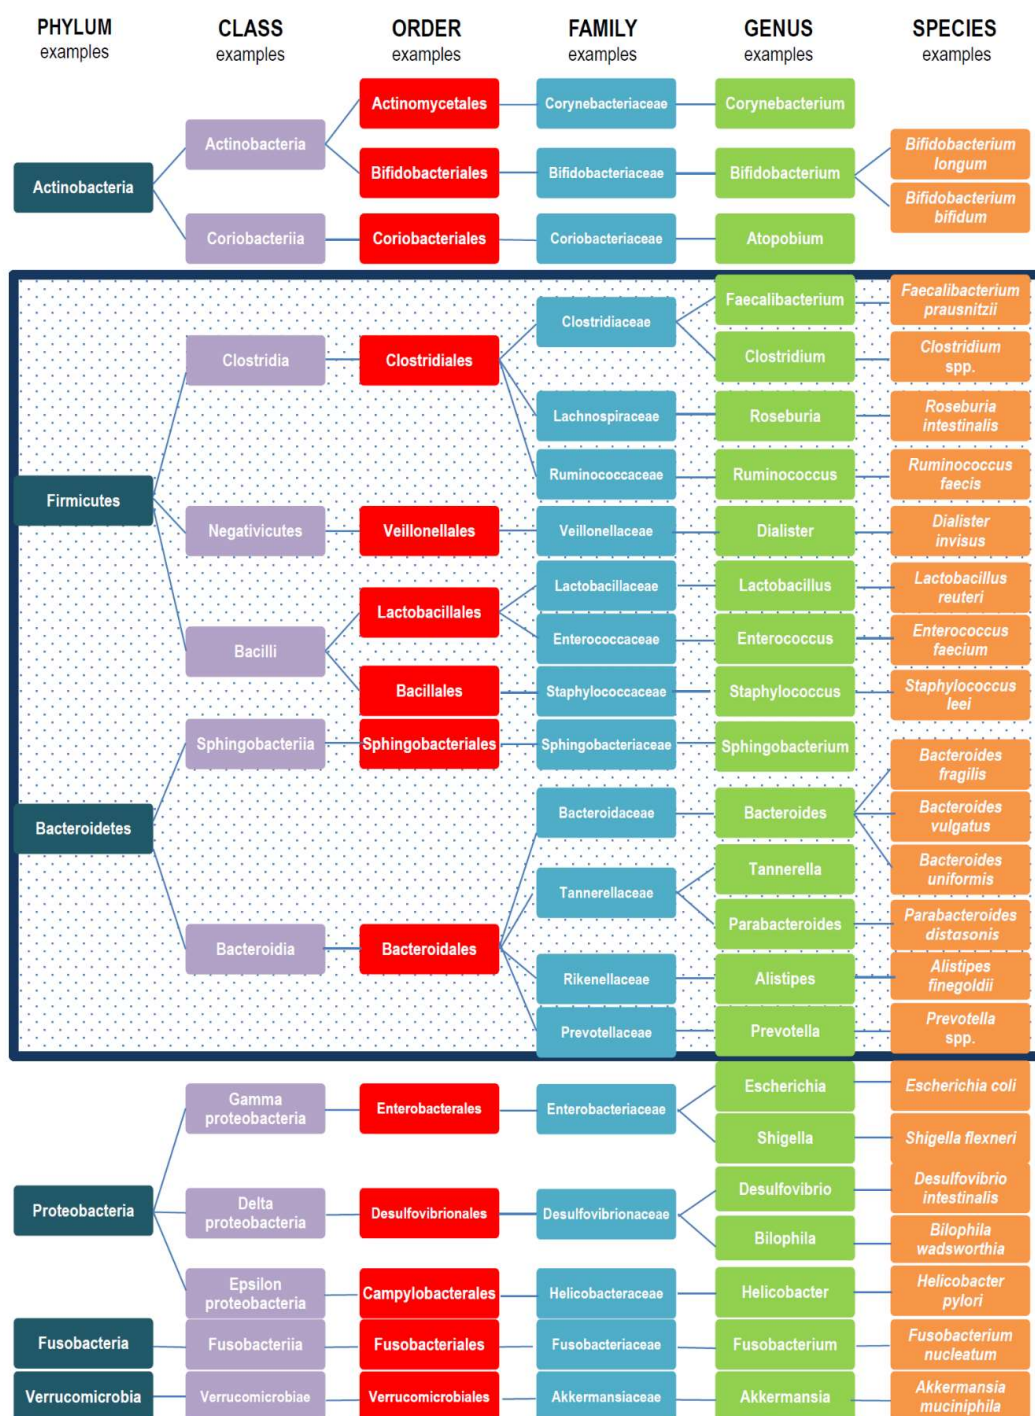 PHYLUM
examples
CLASS
examples
ORDER
examples
FAMILY
examples
GENUS
examples
SPECIES
examples
Actinobacteria
Actinobacteria
Actinomycetales
Corynebacteriaceae
Corynebacterium
Bifidobacteriales
Bifidobacteriaceae
Bifidobacterium
Bifidobacterium
longum
Bifidobacterium
bifidum
Coriobacteriia
Coriobacteriales
Coriobacteriaceae
Atopobium
Firmicutes
Clostridia
Clostridiales
Clostridiaceae
Faecalibacterium
Faecalibacterium
prausnitzii
Clostridium
Clostridium
spp.
Lachnospiraceae
Roseburia
Roseburia
intestinalis
Ruminococcaceae
Ruminococcus
Ruminococcus
faecis
Negativicutes
Veillonellales
Veillonellaceae
Dialister
Dialister
invisus
Bacilli
Lactobacillales
Lactobacillaceae
Lactobacillus
Lactobacillus
reuteri
Enterococcaceae
Enterococcus
Enterococcus
faecium
Bacillales
Staphylococcaceae
Staphylococcus
Staphylococcus
leei
Bacteroidetes
Sphingobacteriia
Sphingobacteriales
Sphingobacteriaceae
Sphingobacterium
Bacteroidia
Bacteroidales
Bacteroidaceae
Bacteroides
Bacteroides
fragilis
Bacteroides
vulgatus
Bacteroides
uniformis
Tannerellaceae
Tannerella
Parabacteroides
Parabacteroides
distasonis
Rikenellaceae
Alistipes
Alistipes
finegoldii
Prevotellaceae
Prevotella
Prevotella
spp.
Proteobacteria
Gamma
proteobacteria
Enterobacterales
Enterobacteriaceae
Escherichia
Escherichia coli
Shigella
Shigella flexneri
Delta
proteobacteria
Desulfovibrionales
Desulfovibrionaceae
Desulfovibrio
Desulfovibrio
intestinalis
Bilophila
Bilophila
wadsworthia
Epsilon
proteobacteria
Campylobacterales
Helicobacteraceae
Helicobacter
Helicobacter
pylori
Fusobacteria
Fusobacteriia
Fusobacteriales
Fusobacteriaceae
Fusobacterium
Fusobacterium
nucleatum
Verrucomicrobia
Verrucomicrobiae
Verrucomicrobiales
Akkermansiaceae
Akkermansia
Akkermansia
muciniphila